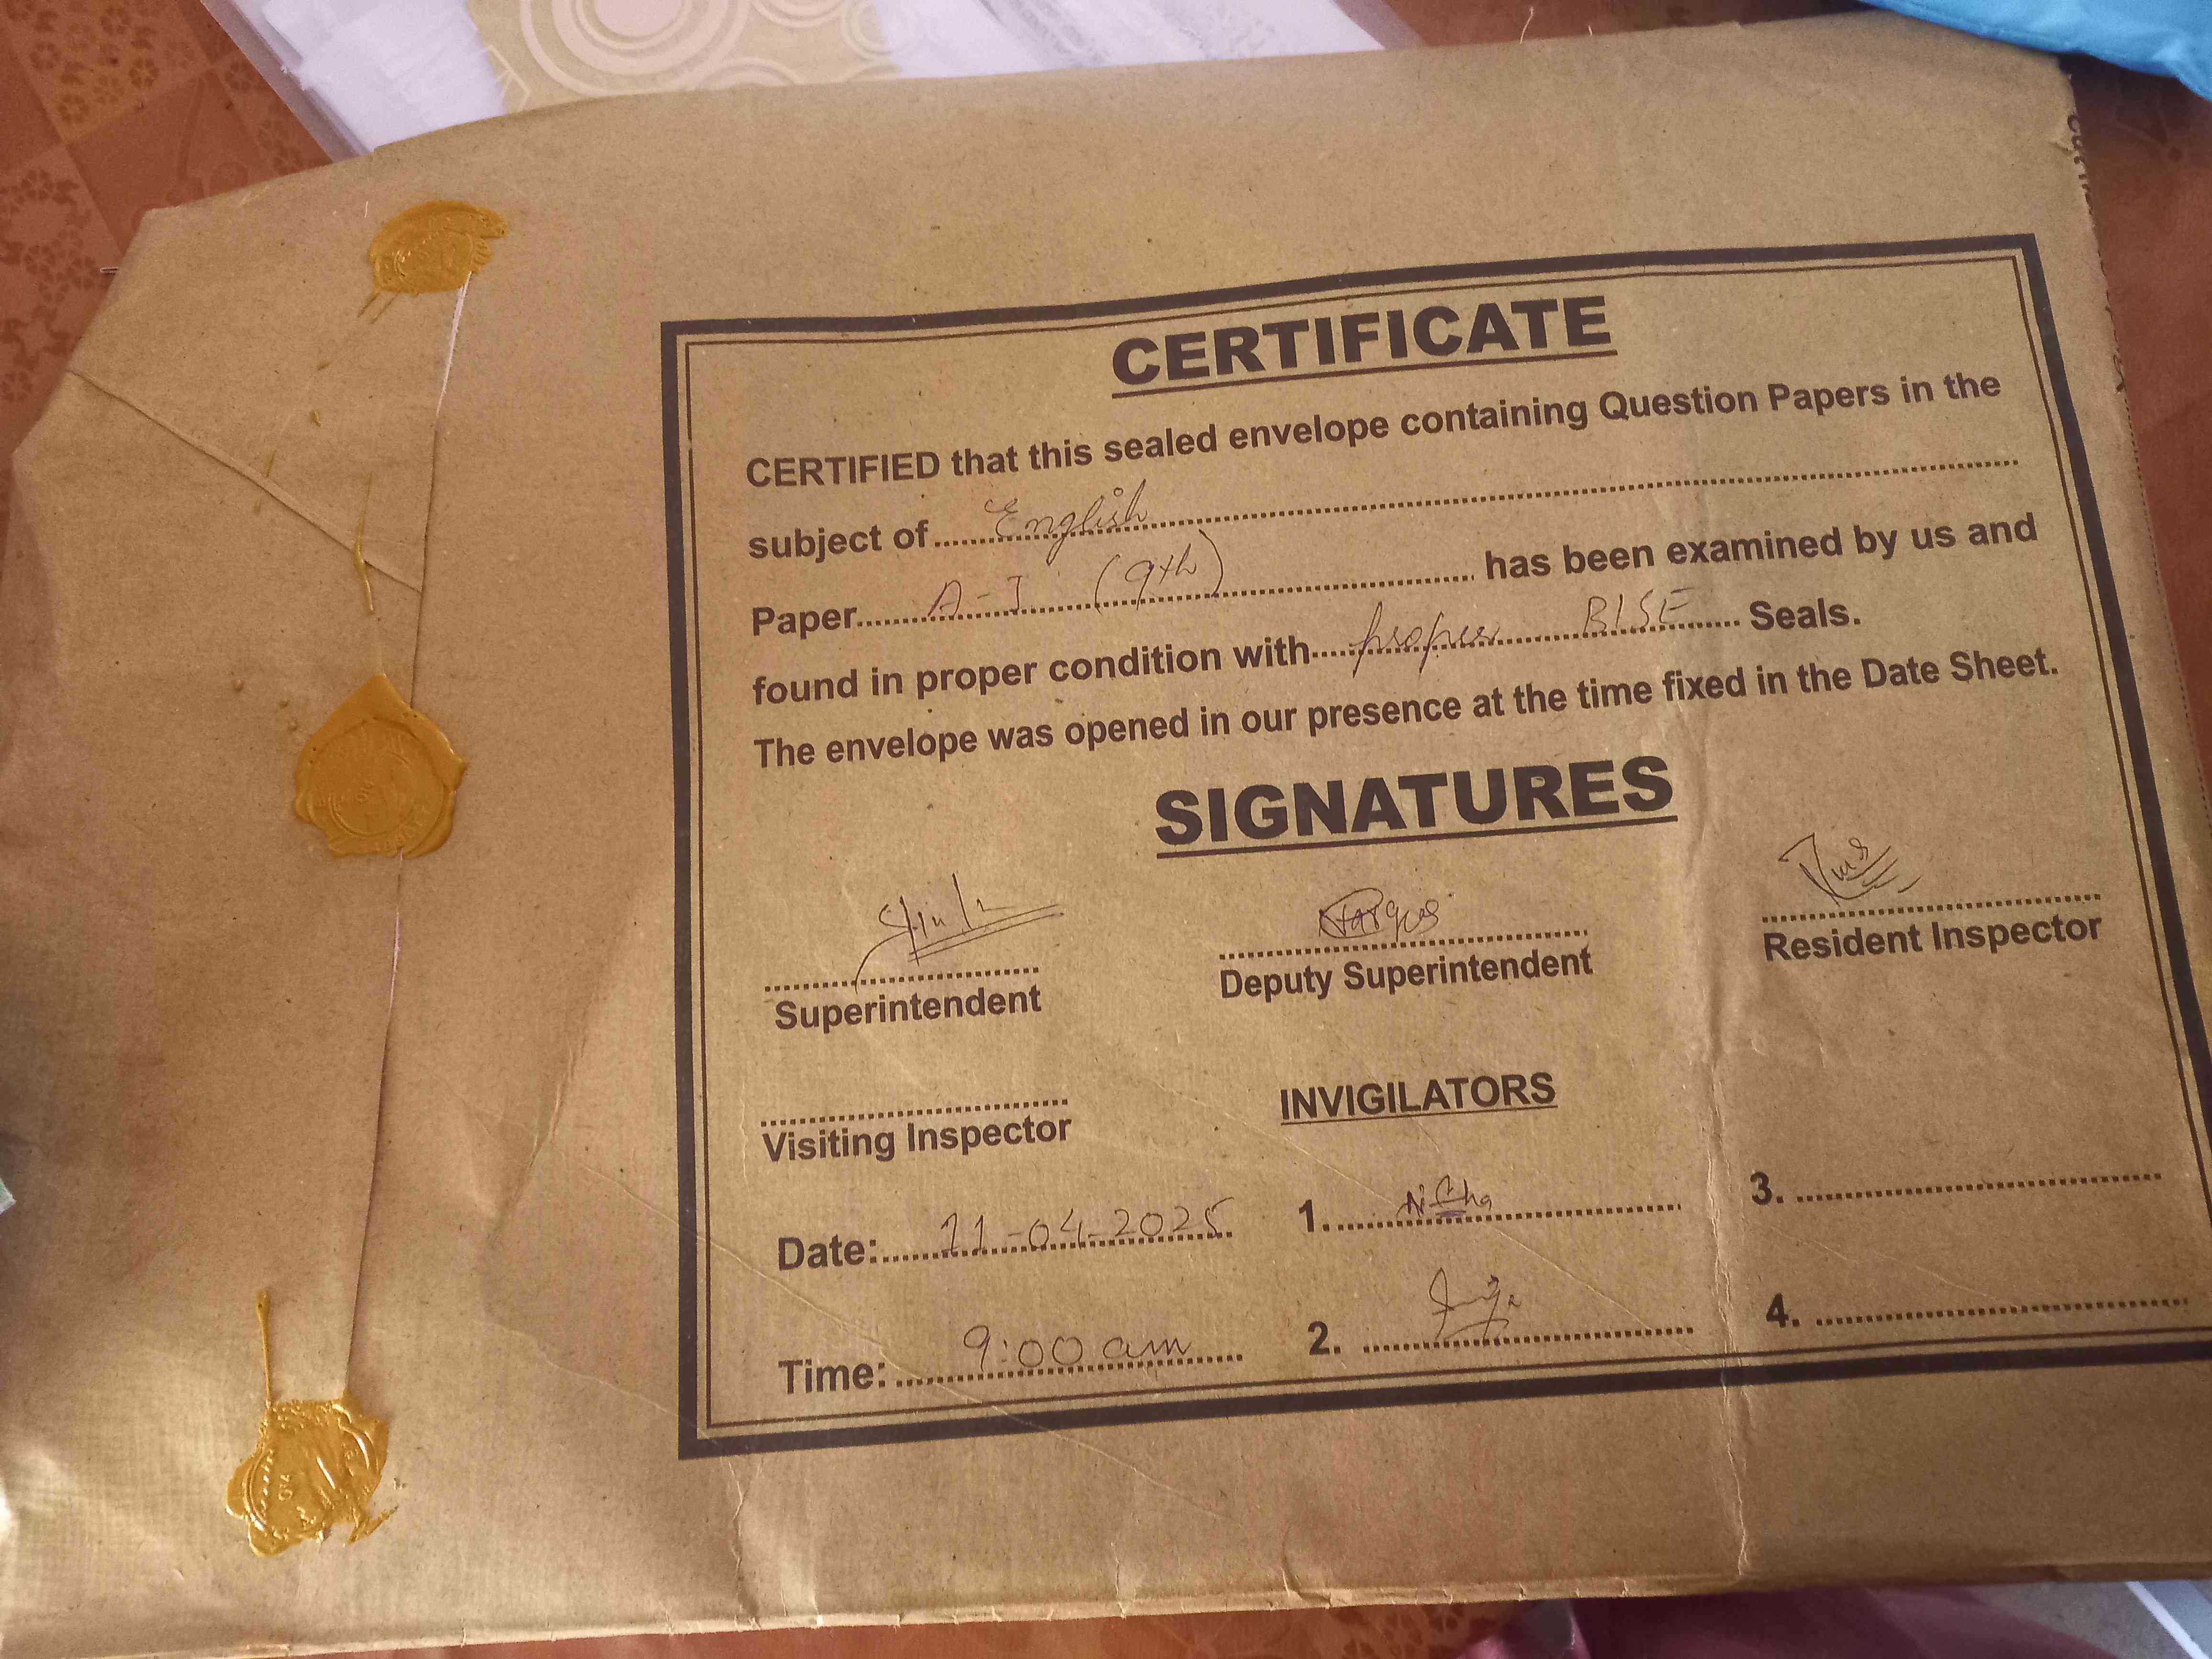 CERTIFICATE
CERTIFIED that this sealed envelope containing Question Papers in the
subject of English
Paper A-I (9th) has been examined by us and
found in proper condition with proper BISE Seals.
The envelope was opened in our presence at the time fixed in the Date Sheet.
SIGNATURES
Superintendent
Deputy Superintendent
Resident Inspector
Visiting Inspector
INVIGILATORS
Date: 11-04-2025
1.
3.
Time: 9:00 am
2.
4.